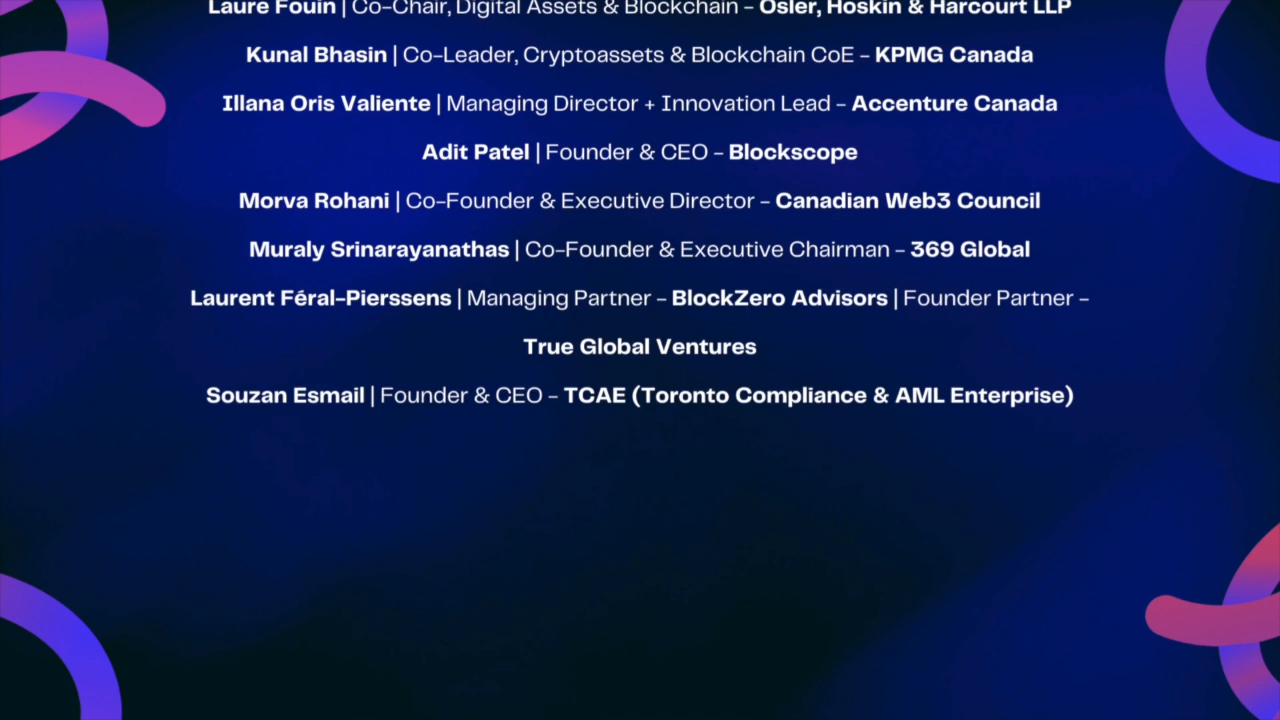 Laure Fouin | Co-Chair, Digital Assets & Blockchain - Osler, Hoskin & Harcourt LLP
Kunal Bhasin | Co-Leader, Cryptoassets & Blockchain CoE - KPMG Canada
Illana Oris Valiente | Managing Director + Innovation Lead - Accenture Canada
Adit Patel | Founder & CEO - Blockscope
Morva Rohani | Co-Founder & Executive Director - Canadian Web3 Council
Muraly Srinarayanathas | Co-Founder & Executive Chairman - 369 Global
Laurent Féral-Pierssens | Managing Partner - BlockZero Advisors | Founder Partner -
True Global Ventures
Souzan Esmail | Founder & CEO - TCAE (Toronto Compliance & AML Enterprise)